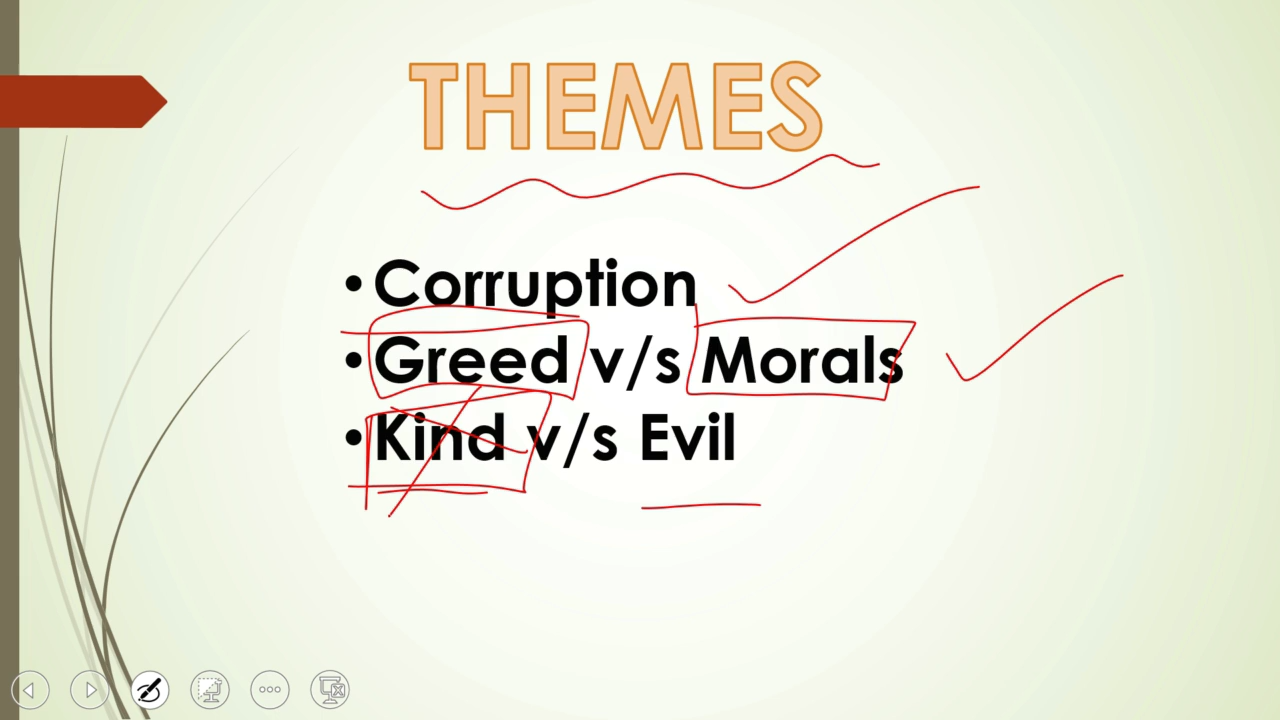 THEMES
•Corruption
•Greed v/s Morals
•Kind v/s Evil